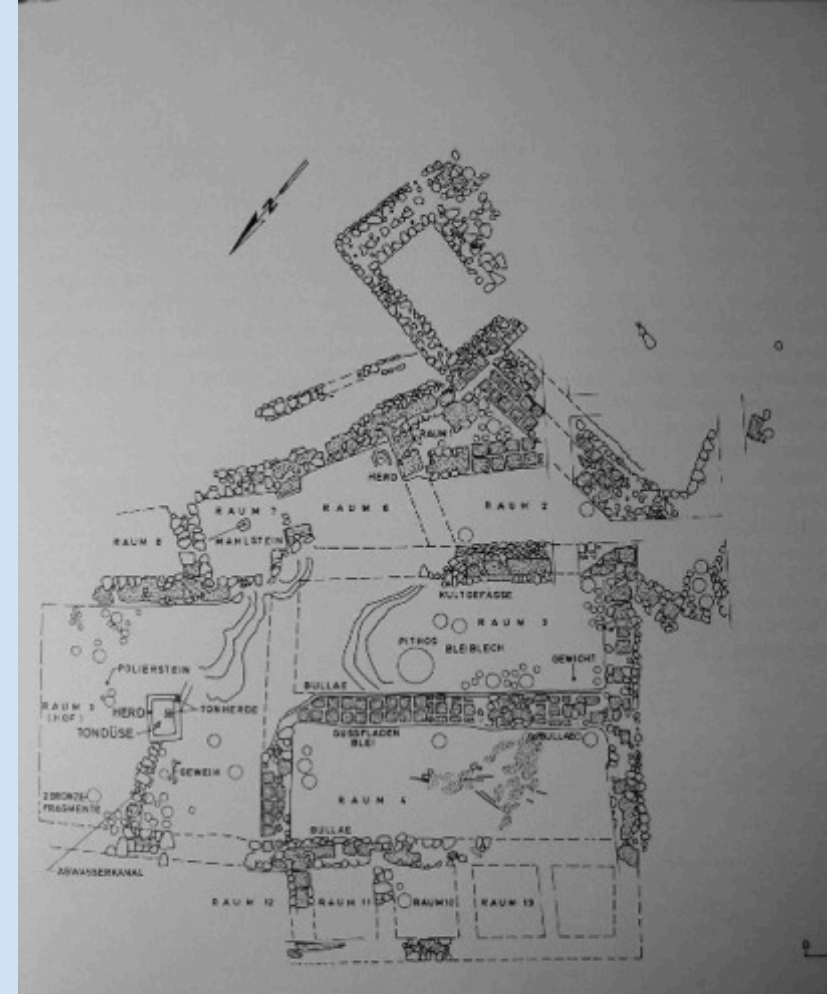 N
RAUM 1
HERD
RAUM 7
RAUM 6
RAUM 2
RAUM 8
MAHLSTEIN
KULTGEFÄSSE
RAUM 3
PITHOS
BLEIBLECH
GEWICHT
POLIERSTEIN
BULLAE
RAUM 5
(HOF)
HERD
TONHERDE
TONDÜSE
GUSSFLADEN
BLEI
BULLAE
GEWEIH
2 BRONZE-
FRAGMENTE
RAUM 4
BULLAE
ABWASSERKANAL
RAUM 12
RAUM 11
RAUM 10
RAUM 13
0